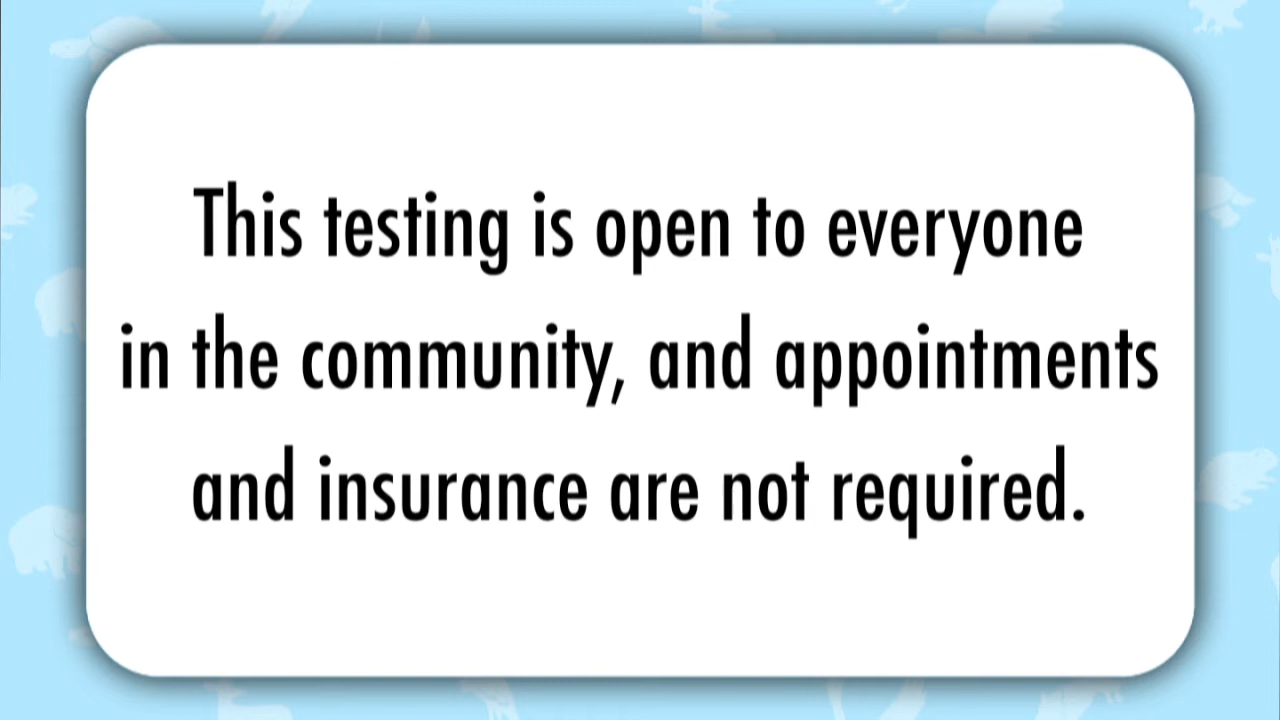 This testing is open to everyone
in the community, and appointments
and insurance are not required.